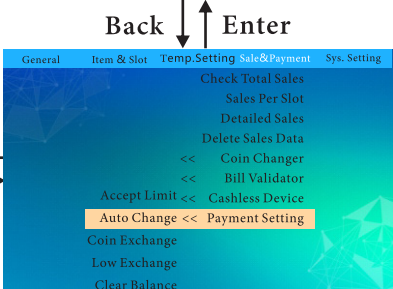 Back Enter
General Item & Slot Temp.Setting Sale&Payment Sys. Setting
Check Total Sales
Sales Per Slot
Detailed Sales
Delete Sales Data
<< Coin Changer
<< Bill Validator
Accept Limit << Cashless Device
Auto Change << Payment Setting
Coin Exchange
Low Exchange
Clear Balance